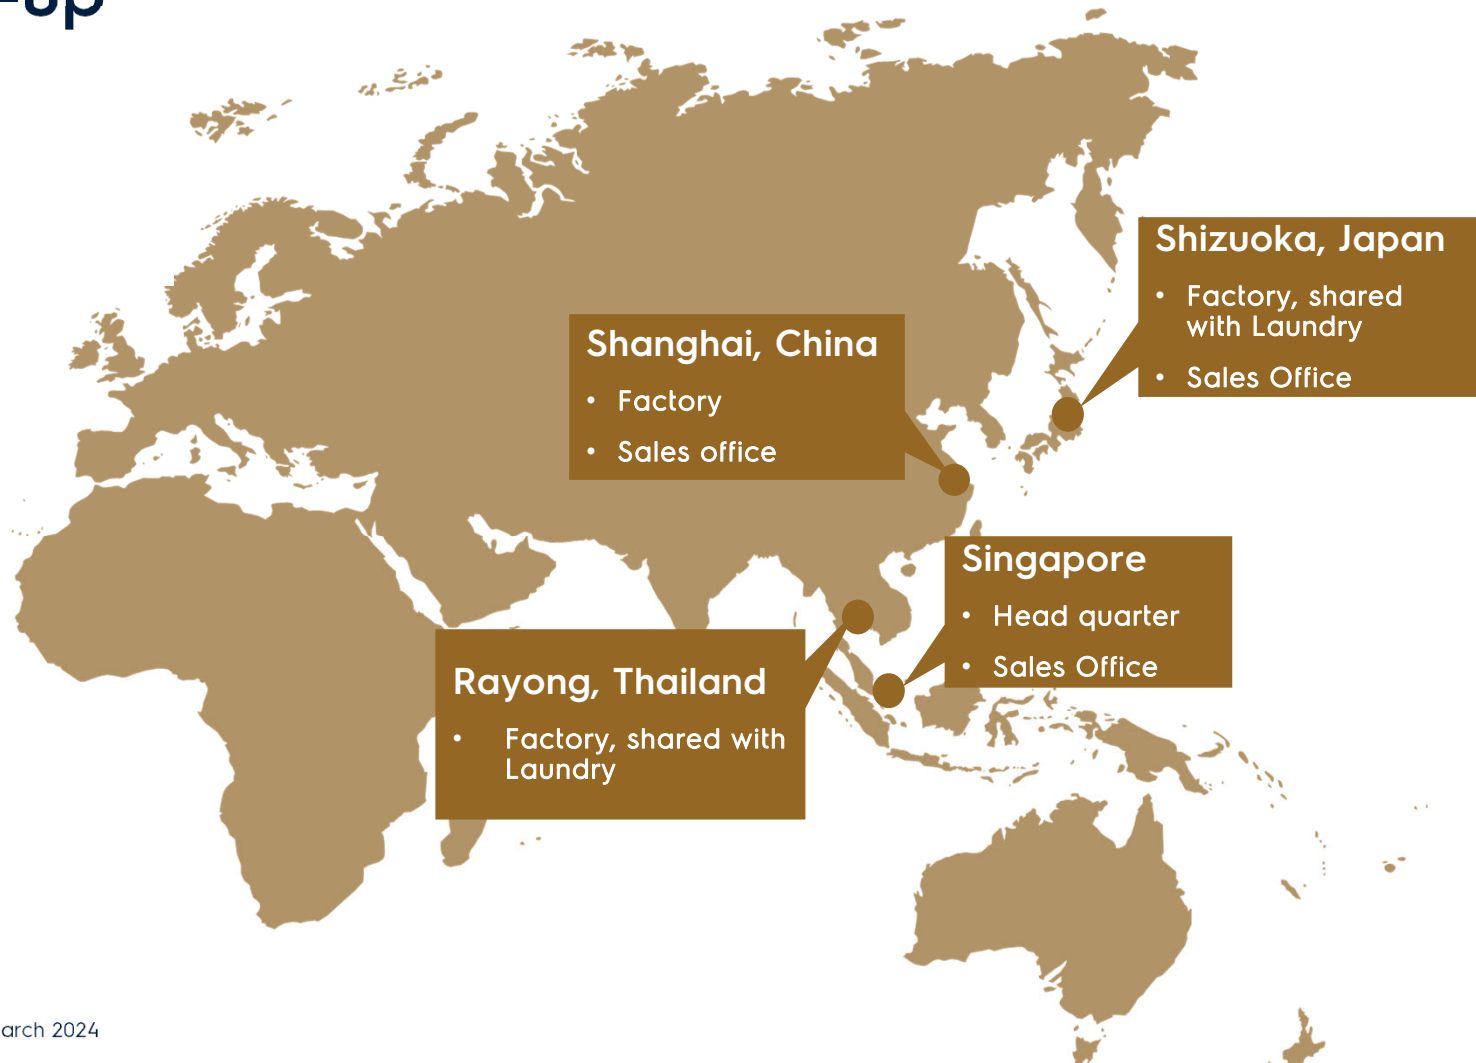 -up
Shizuoka, Japan
• Factory, shared
with Laundry
• Sales Office
Shanghai, China
• Factory
• Sales office
Singapore
• Head quarter
• Sales Office
Rayong, Thailand
• Factory, shared with
Laundry
arch 2024